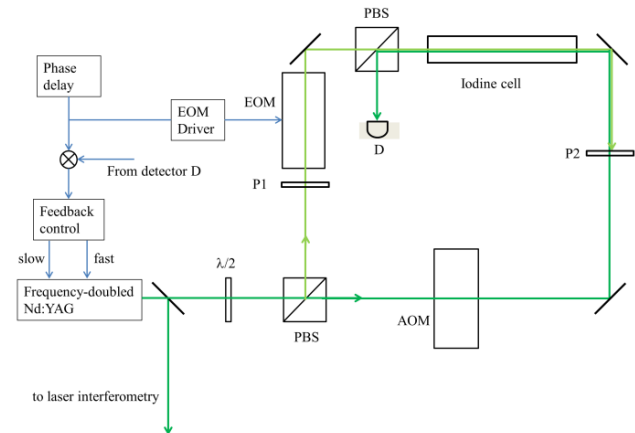 PBS
Phase
delay
EOM
EOM
Driver
Iodine cell
D
From detector D
P1
P2
Feedback
control
slow
fast
λ/2
Frequency-doubled
Nd:YAG
PBS
AOM
to laser interferometry